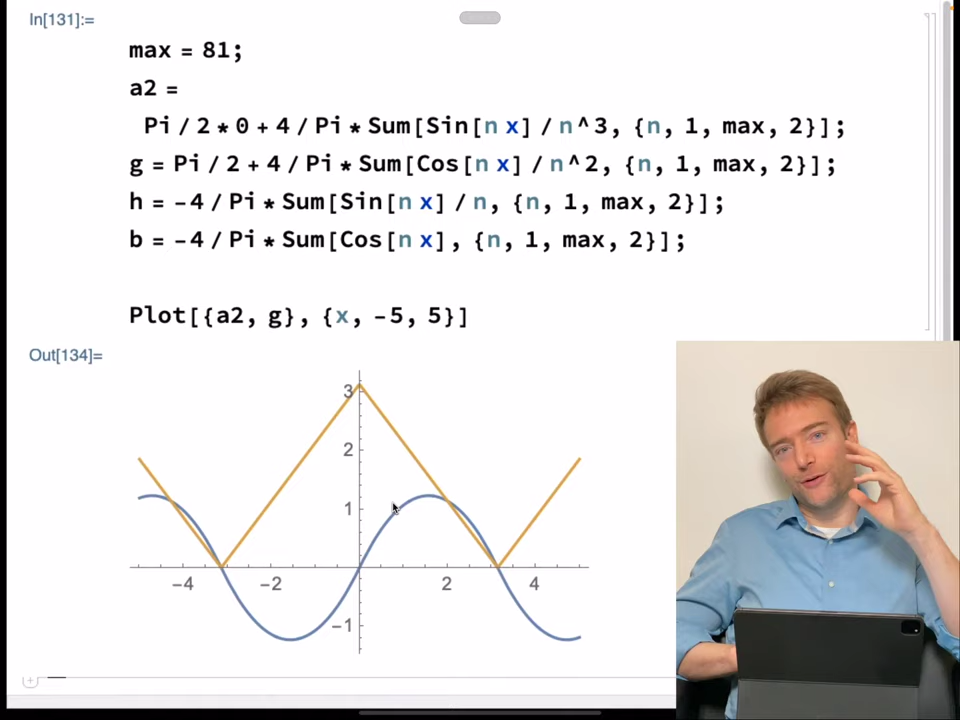 In[131]:=
max = 81;
a2 =
Pi / 2 * 0 + 4 / Pi * Sum[Sin[n x] / n^3, {n, 1, max, 2}];
g = Pi / 2 + 4 / Pi * Sum[Cos[n x] / n^2, {n, 1, max, 2}];
h = -4 / Pi * Sum[Sin[n x] / n, {n, 1, max, 2}];
b = -4 / Pi * Sum[Cos[n x], {n, 1, max, 2}];
Plot[{a2, g}, {x, -5, 5}]
Out[134]=
3
2
1
-4 -2 2 4
-1